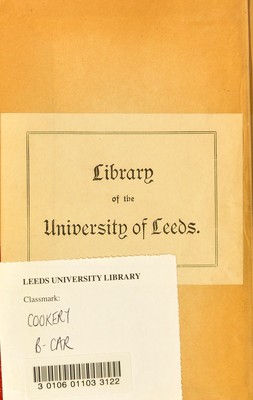 Library
of the
University of Leeds.
LEEDS UNIVERSITY LIBRARY
Classmark:
COOKERY
B-CAR
3 0106 01103 3122